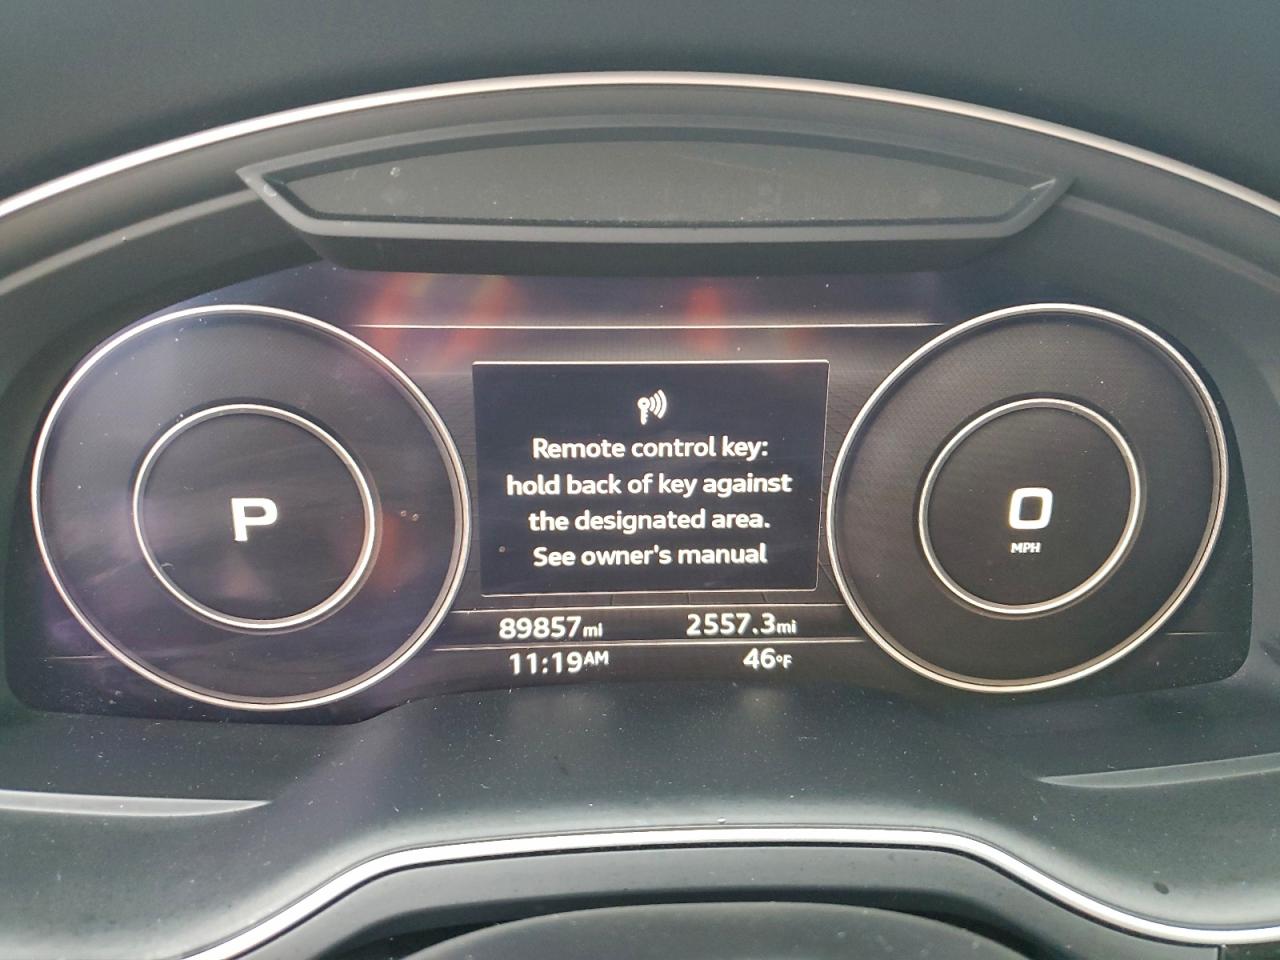 Remote control key:
hold back of key against
the designated area.
See owner's manual
P
0
MPH
89857mi 2557.3mi
11:19AM 46°F